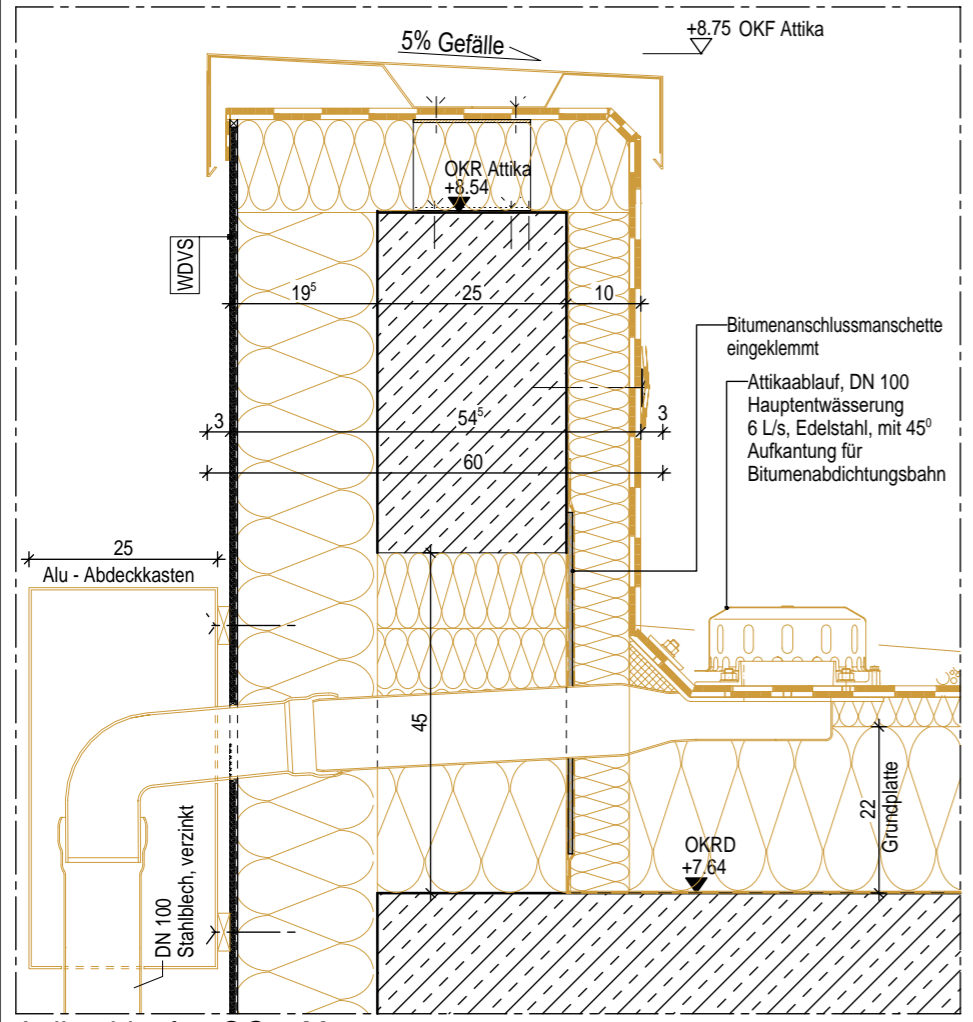 5% Gefälle
+8.75 OKF Attika
OKR Attika
+8.54
WDVS
19⁵
25
10
Bitumenanschlussmanschette
eingeklemmt
Attikaablauf, DN 100
Hauptentwässerung
6 L/s, Edelstahl, mit 45⁰
Aufkantung für
Bitumenabdichtungsbahn
3
54⁵
3
60
25
Alu - Abdeckkasten
45
22
Grundplatte
OKRD
+7.64
DN 100
Stahlblech, verzinkt